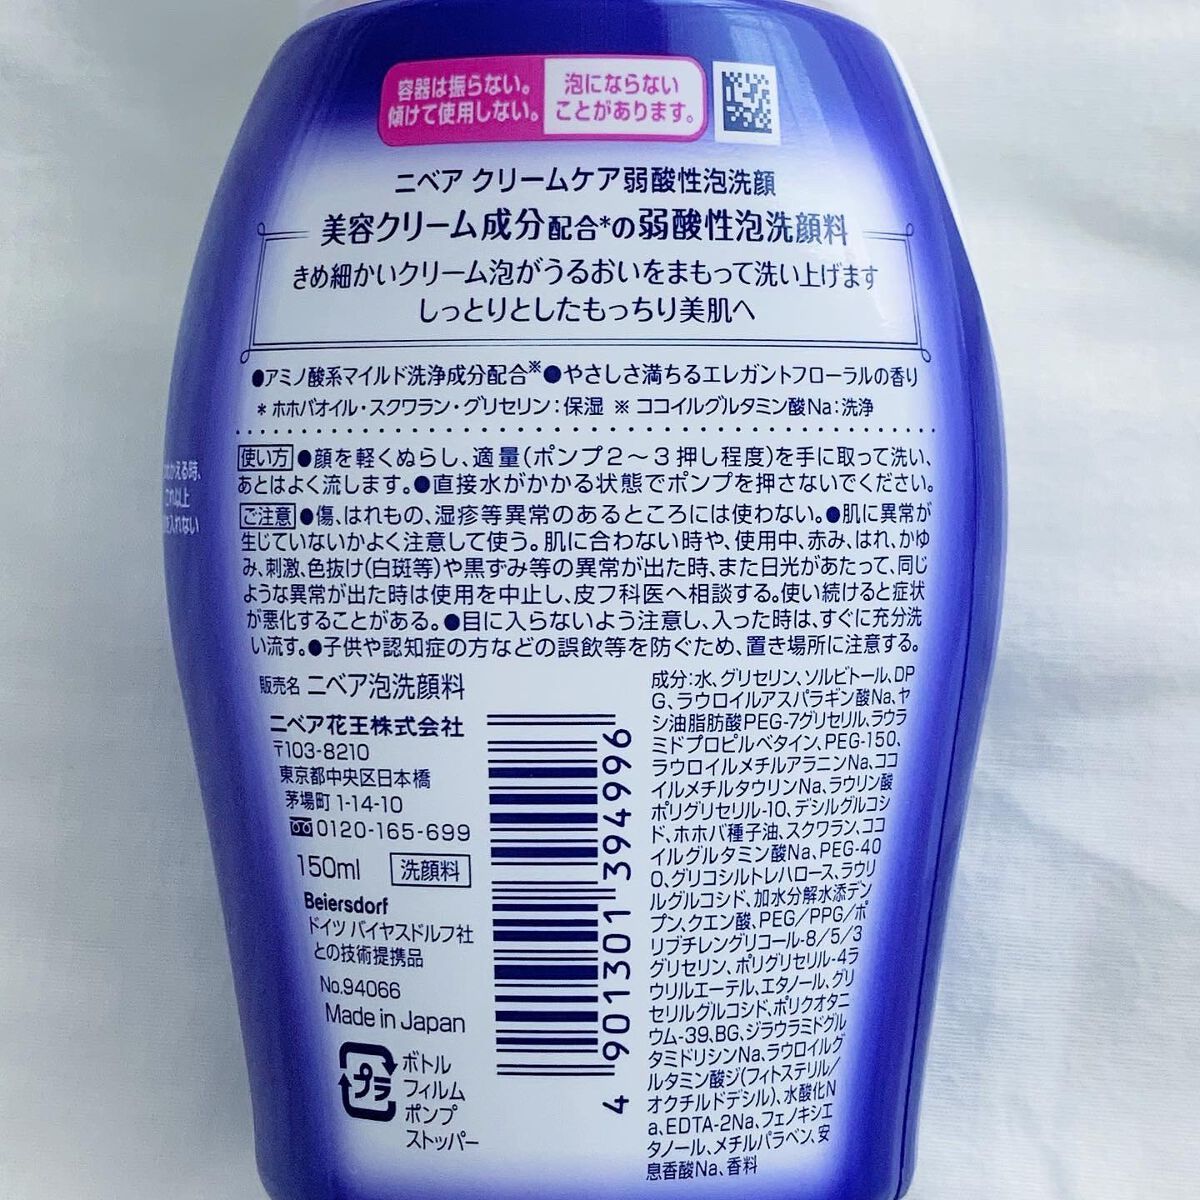 容器は振らない。
傾けて使用しない。
泡にならない
ことがあります。
ニベア クリームケア弱酸性泡洗顔
美容クリーム成分配合*の弱酸性泡洗顔料
きめ細かいクリーム泡がうるおいをまもって洗い上げます
しっとりとしたもっちり美肌へ
●アミノ酸系マイルド洗浄成分配合※●やさしさ満ちるエレガントフローラルの香り
* ホホバオイル・スクワラン・グリセリン：保湿 ※ ココイルグルタミン酸Na：洗浄
使い方 ●顔を軽くぬらし、適量(ポンプ2～3押し程度)を手に取って洗い、
あとはよく流します。●直接水がかかる状態でポンプを押さないでください。
ご注意 ●傷、はれもの、湿疹等異常のあるところには使わない。●肌に異常が
生じていないかよく注意して使う。肌に合わない時や、使用中、赤み、はれ、かゆ
み、刺激、色抜け(白斑等)や黒ずみ等の異常が出た時、また日光があたって、同じ
ような異常が出た時は使用を中止し、皮フ科医へ相談する。使い続けると症状
が悪化することがある。●目に入らないよう注意し、入った時は、すぐに充分洗
い流す。●子供や認知症の方などの誤飲等を防ぐため、置き場所に注意する。
かえる時、
これ以上
入れない
販売名 ニベア泡洗顔料
ニベア花王株式会社
〒103-8210
東京都中央区日本橋
茅場町1-14-10
0120-165-699
150ml 洗顔料
Beiersdorf
ドイツ バイヤスドルフ社
との技術提携品
No.94066
Made in Japan
プラ
ボトル
フィルム
ポンプ
ストッパー
4 901301 394996
成分：水、グリセリン、ソルビトール、DP
G、ラウロイルアスパラギン酸Na、ヤ
シ油脂肪酸PEG-7グリセリル、ラウラ
ミドプロピルベタイン、PEG-150、
ラウロイルメチルアラニンNa、ココ
イルメチルタウリンNa、ラウリン酸
ポリグリセリル-10、デシルグルコシ
ド、ホホバ種子油、スクワラン、ココ
イルグルタミン酸Na、PEG-40
0、グリコシルトレハロース、ラウリ
ルグルコシド、加水分解水添デン
プン、クエン酸、PEG/PPG/ポ
リブチレングリコール-8/5/3
グリセリン、ポリグリセリル-4ラ
ウリルエーテル、エタノール、グリ
セリルグルコシド、ポリクオタニ
ウム-39、BG、ジラウラミドグル
タミドリシンNa、ラウロイルグ
ルタミン酸ジ(フィトステリル/
オクチルドデシル)、水酸化N
a、EDTA-2Na、フェノキシエ
タノール、メチルパラベン、安
息香酸Na、香料